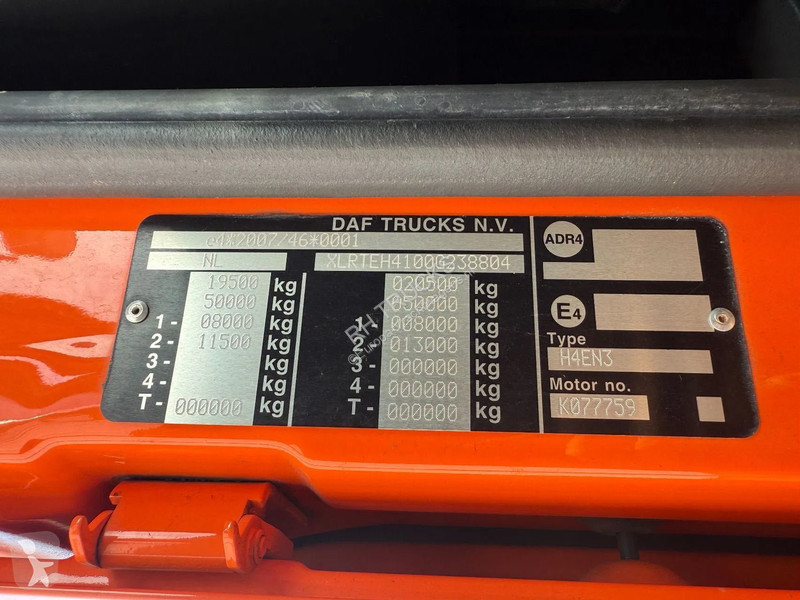 DAF TRUCKS N.V.
e4*2007/46*0001
NL XLRTEH4100G238804
19500 kg 020500 kg
50000 kg 050000 kg
1- 08000 kg 1- 008000 kg
2- 11500 kg 2- 013000 kg
3- kg 3- 000000 kg
4- kg 4- 000000 kg
T- 000000 kg T- 000000 kg
ADR4
E4
Type
H4EN3
Motor no.
K077759